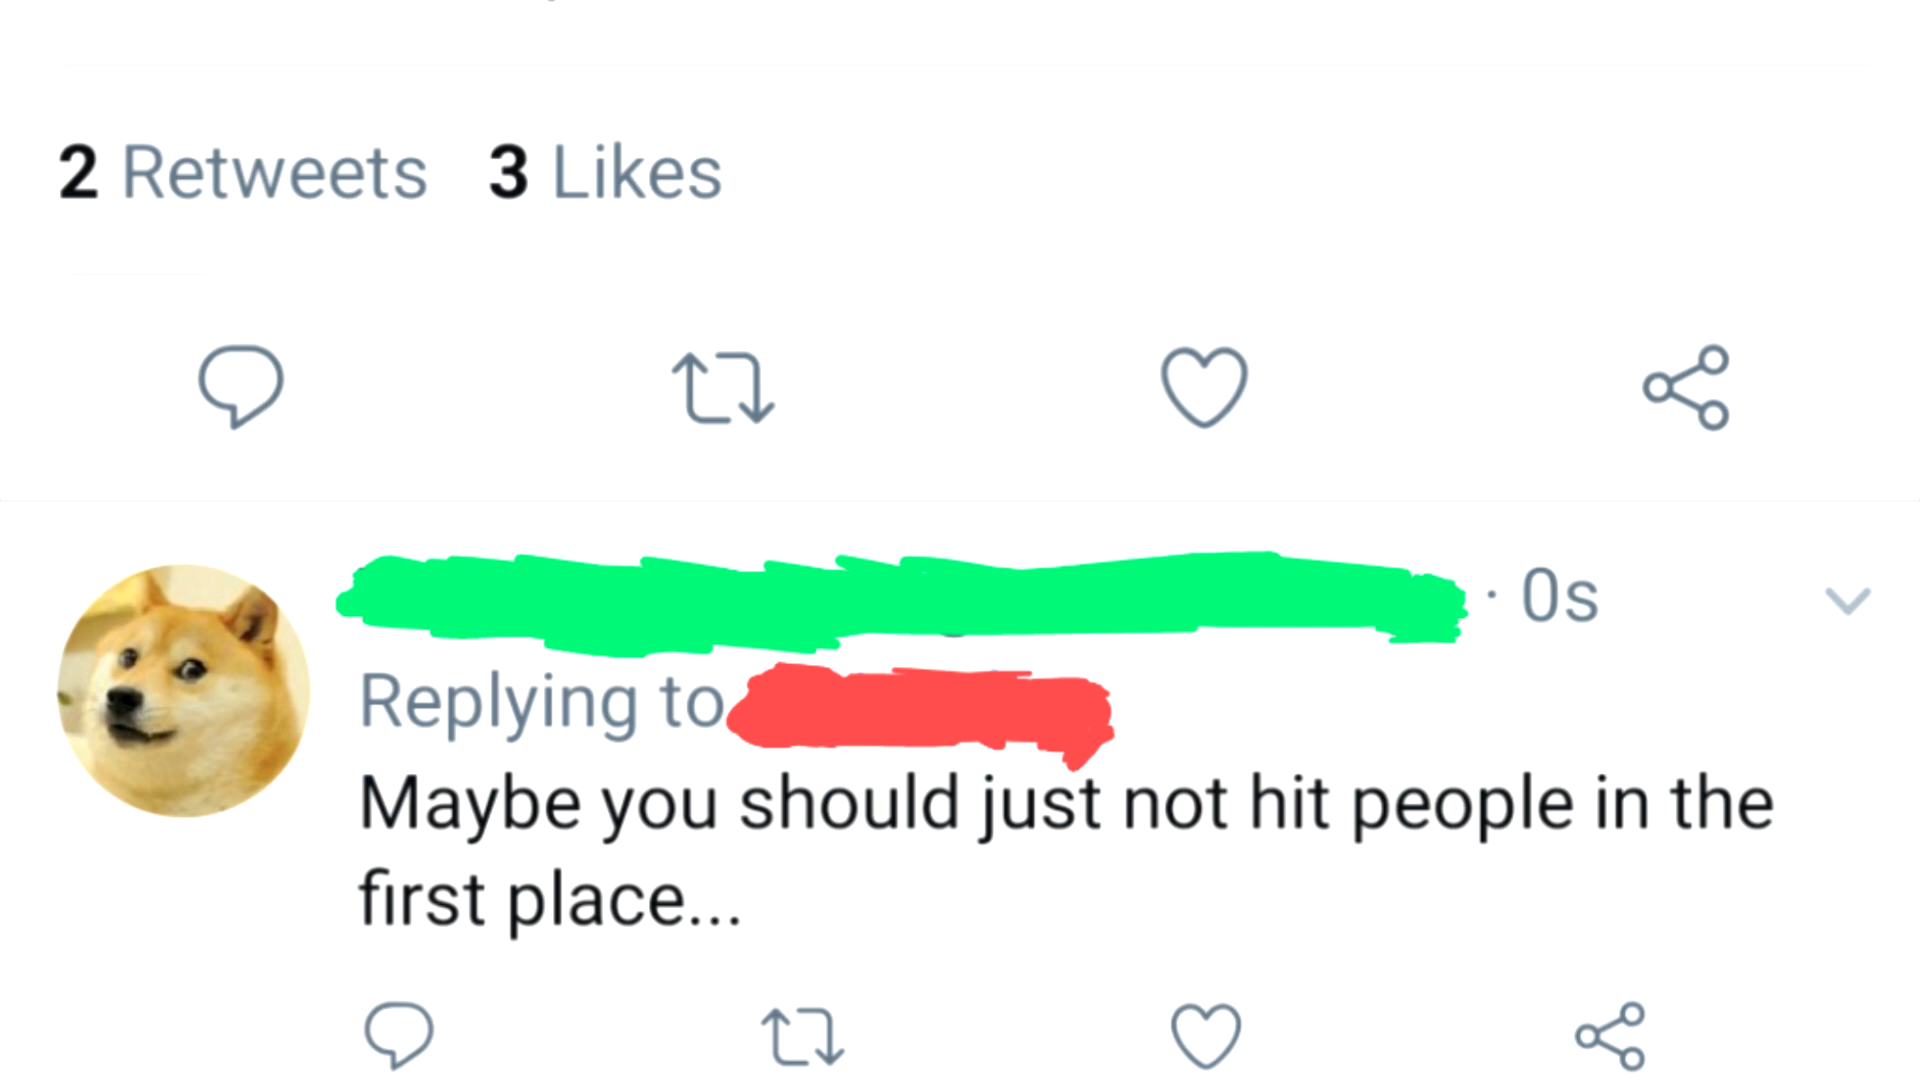 2 Retweets 3 Likes
· 0s
Replying to
Maybe you should just not hit people in the
first place...